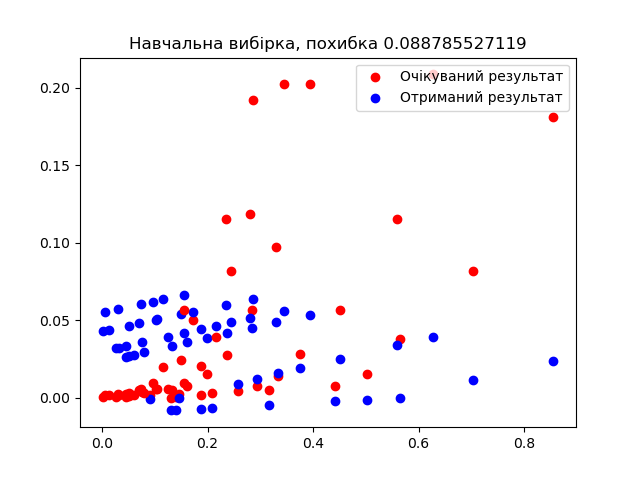 Навчальна вибірка, похибка 0.088785527119
Очікуваний результат
Отриманий результат
0.20
0.15
0.10
0.05
0.00
0.0 0.2 0.4 0.6 0.8